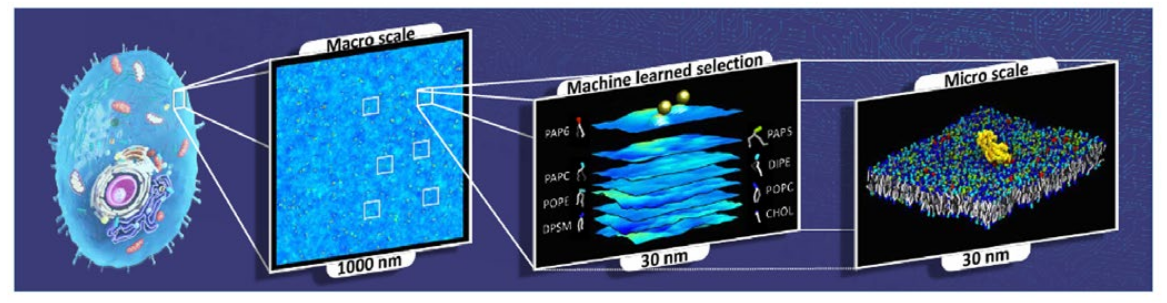 Macro scale
1000 nm
Machine learned selection
PAP6
PAPC
POPE
DPSM
PAPS
DIPE
POPC
CHOL
30 nm
Micro scale
30 nm